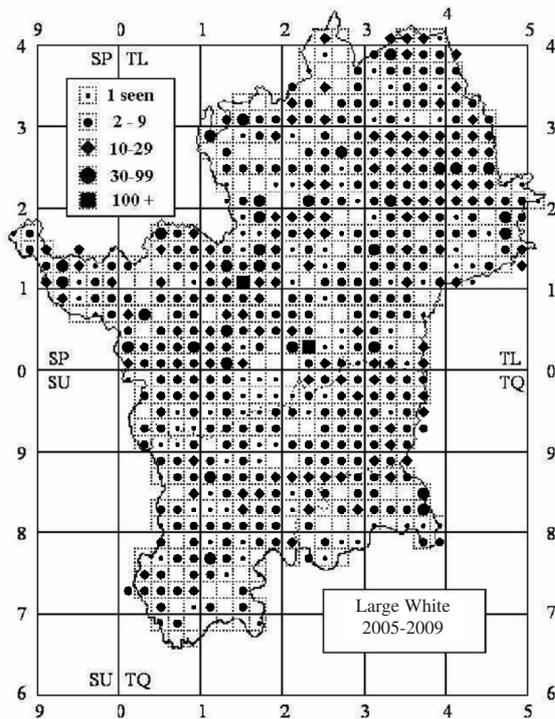 9 0 1 2 3 4 5
4 SP TL 4
1 seen
2 - 9
3 10-29 3
30-99
100 +
2 2
1 1
SP TL
0 0
SU TQ
9 9
8 8
7 Large White 7
2005-2009
SU TQ
6 6
9 0 1 2 3 4 5